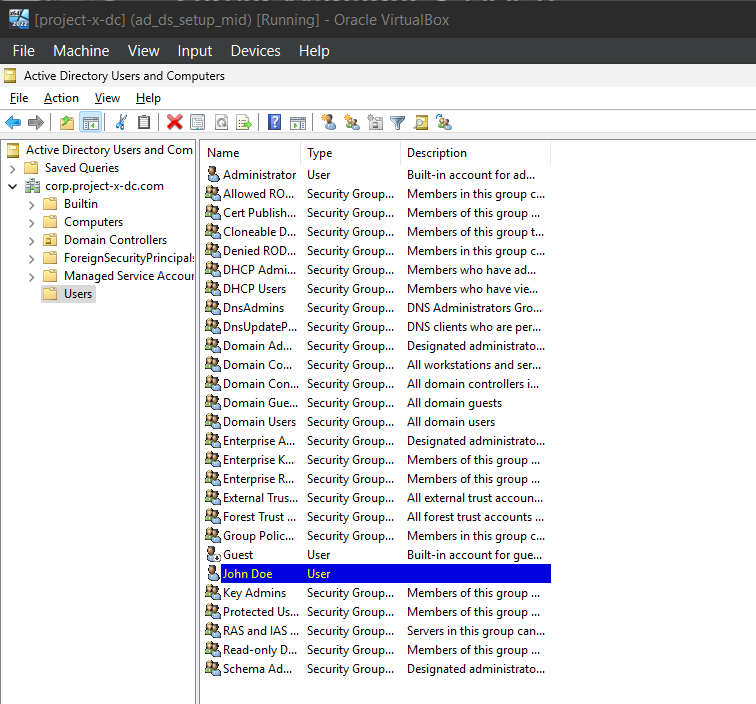 [project-x-dc] (ad_ds_setup_mid) [Running] - Oracle VirtualBox
File Machine View Input Devices Help
Active Directory Users and Computers
File Action View Help
Active Directory Users and Com
Saved Queries
corp.project-x-dc.com
Builtin
Computers
Domain Controllers
ForeignSecurityPrincipals
Managed Service Accour
Users
Name Type Description
Administrator User Built-in account for ad...
Allowed RO... Security Group... Members in this group c...
Cert Publish... Security Group... Members of this group ...
Cloneable D... Security Group... Members of this group t...
Denied ROD... Security Group... Members in this group c...
DHCP Admi... Security Group... Members who have ad...
DHCP Users Security Group... Members who have vie...
DnsAdmins Security Group... DNS Administrators Gro...
DnsUpdateP... Security Group... DNS clients who are per...
Domain Ad... Security Group... Designated administrato...
Domain Co... Security Group... All workstations and ser...
Domain Con... Security Group... All domain controllers i...
Domain Gue... Security Group... All domain guests
Domain Users Security Group... All domain users
Enterprise A... Security Group... Designated administrato...
Enterprise K... Security Group... Members of this group ...
Enterprise R... Security Group... Members of this group ...
External Trus... Security Group... All external trust accoun...
Forest Trust ... Security Group... All forest trust accounts ...
Group Polic... Security Group... Members in this group c...
Guest User Built-in account for gue...
John Doe User
Key Admins Security Group... Members of this group ...
Protected Us... Security Group... Members of this group ...
RAS and IAS ... Security Group... Servers in this group can...
Read-only D... Security Group... Members of this group ...
Schema Ad... Security Group... Designated administrato...